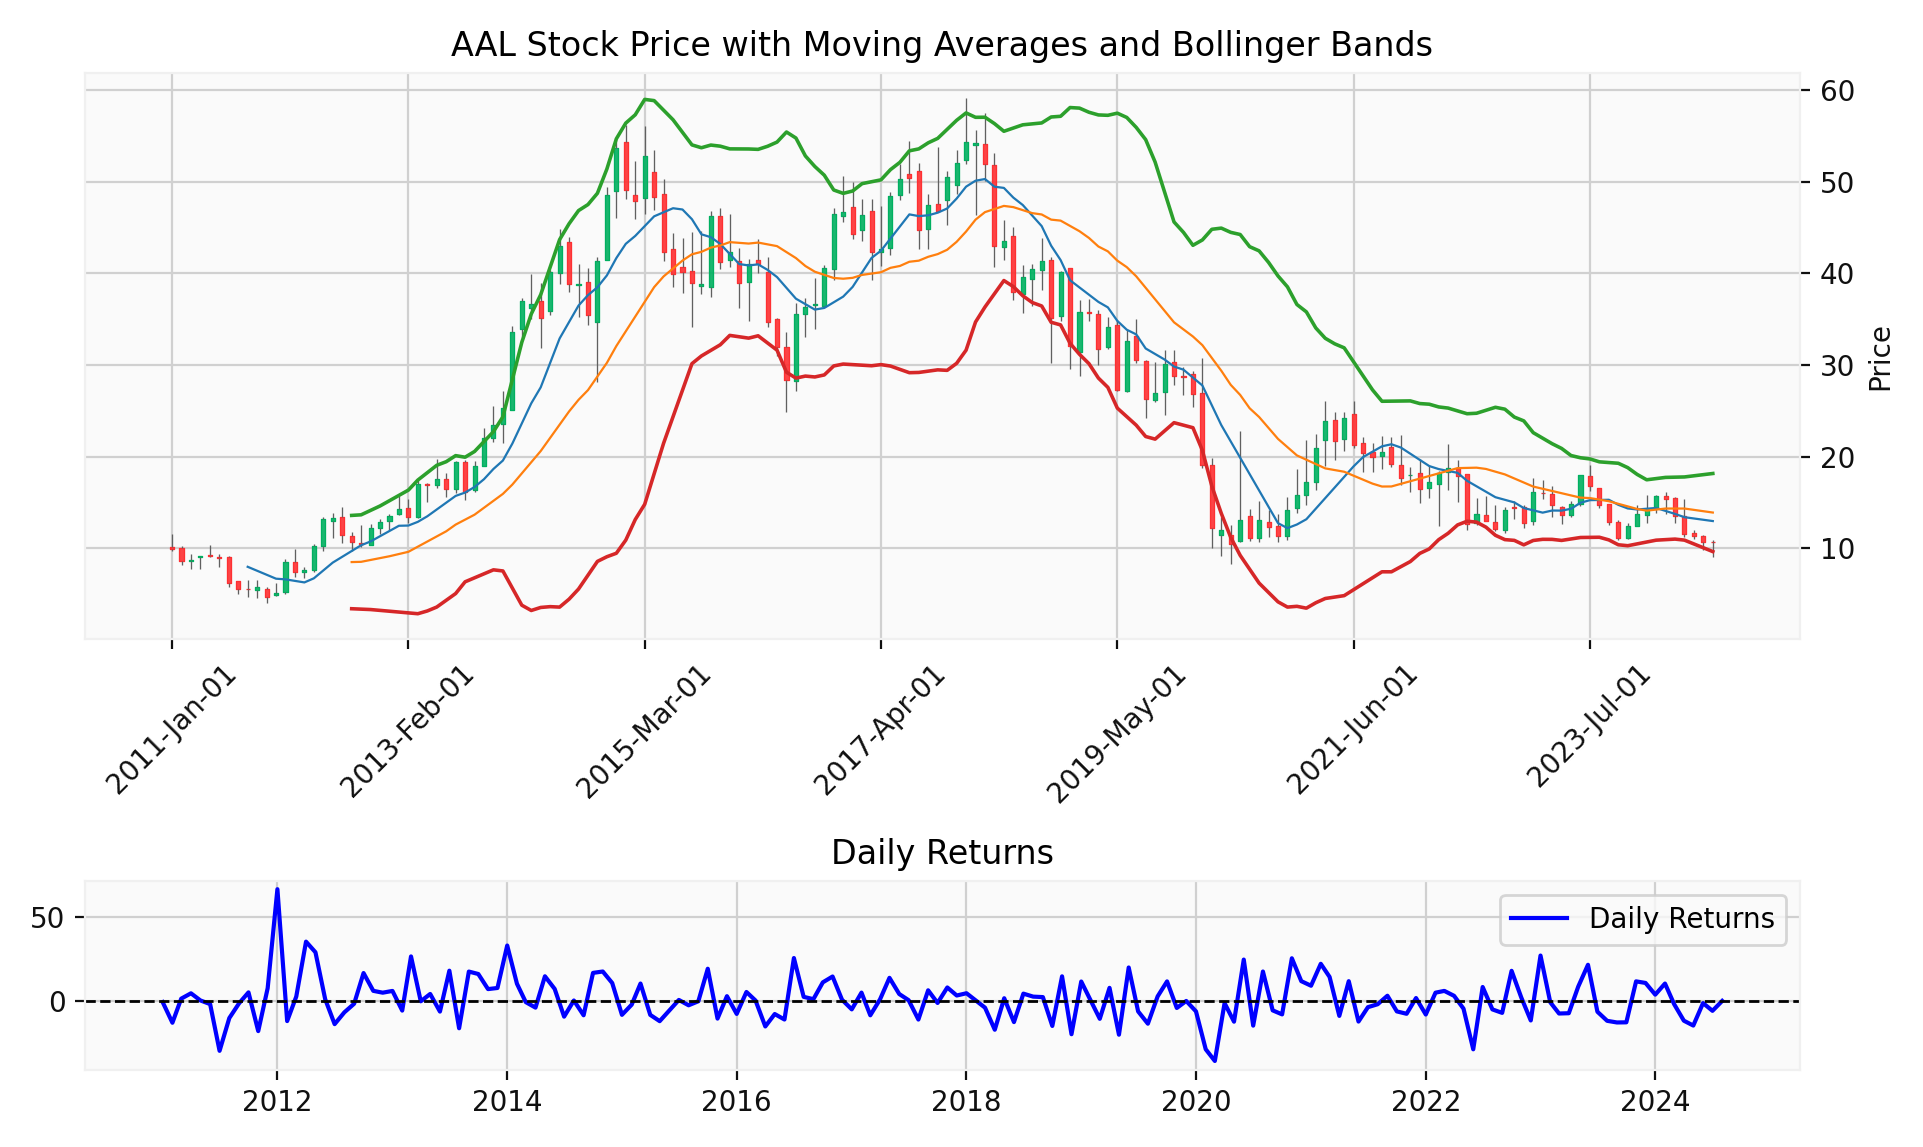 AAL Stock Price with Moving Averages and Bollinger Bands
60
50
40
30
20
10
Price
2011-Jan-01
2013-Feb-01
2015-Mar-01
2017-Apr-01
2019-May-01
2021-Jun-01
2023-Jul-01
Daily Returns
50
0
Daily Returns
2012
2014
2016
2018
2020
2022
2024